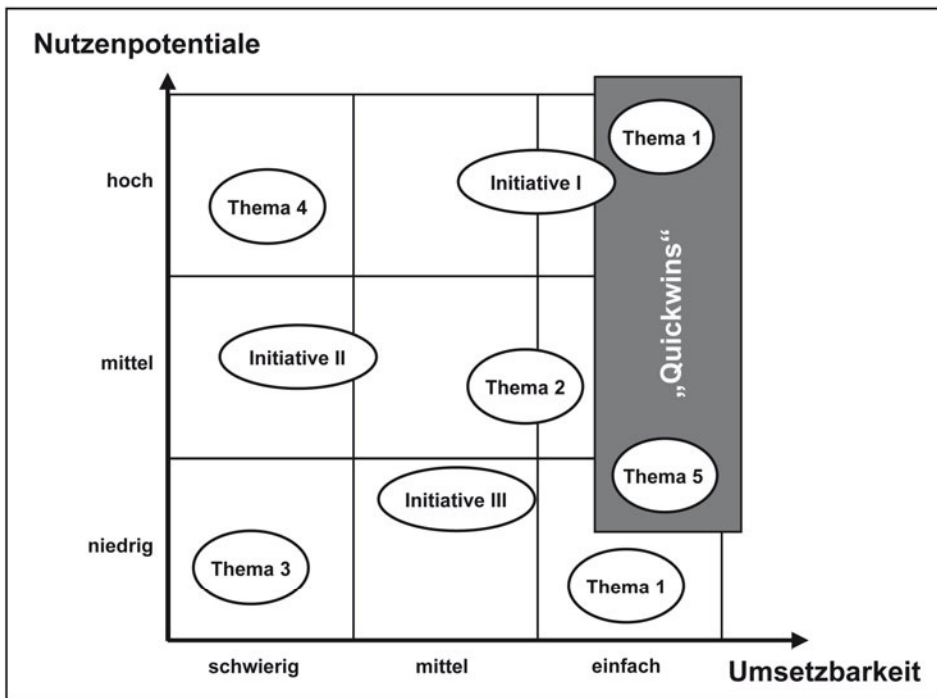 Nutzenpotentiale
Thema 1
hoch
Initiative I
Thema 4
„Quickwins“
mittel
Initiative II
Thema 2
Thema 5
Initiative III
niedrig
Thema 3
Thema 1
schwierig
mittel
einfach
Umsetzbarkeit